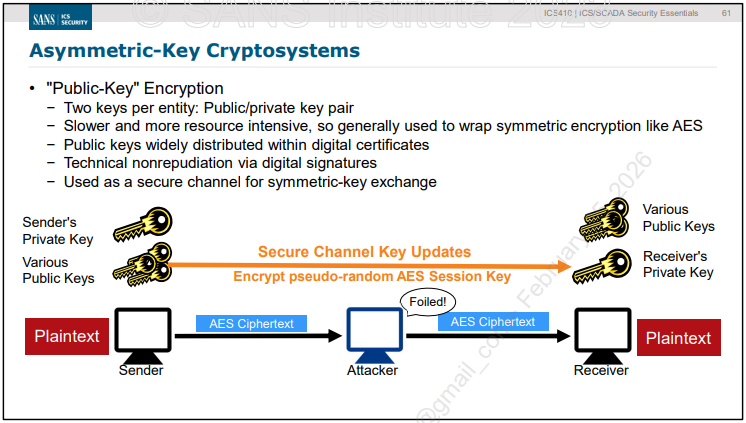 © SANS Institute 2026
SANS ICS SECURITY
ICS410 | ICS/SCADA Security Essentials 61
Asymmetric-Key Cryptosystems
• "Public-Key" Encryption
– Two keys per entity: Public/private key pair
– Slower and more resource intensive, so generally used to wrap symmetric encryption like AES
– Public keys widely distributed within digital certificates
– Technical nonrepudiation via digital signatures
– Used as a secure channel for symmetric-key exchange
Sender's
Private Key
Various
Public Keys
Secure Channel Key Updates
Encrypt pseudo-random AES Session Key
Various
Public Keys
Receiver's
Private Key
Foiled!
Plaintext
AES Ciphertext
AES Ciphertext
Plaintext
Sender
Attacker
Receiver